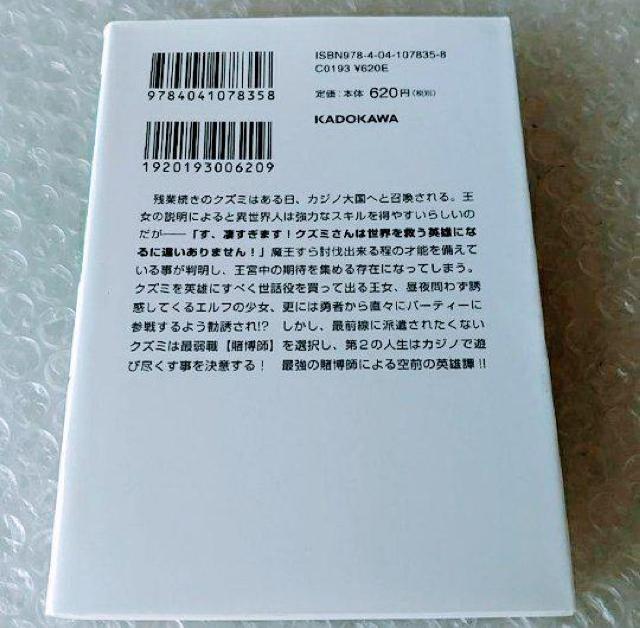 ISBN978-4-04-107835-8
C0193 ¥620E
9784041078358
定価:本体 620円(税別)
KADOKAWA
1920193006209
残業続きのクズミはある日、カジノ大国へと召喚される。王
女の説明によると異世界人は強力なスキルを得やすいらしいの
だが――「す、凄すぎます!クズミさんは世界を救う英雄にな
るに違いありません!」魔王すら討伐出来る程の才能を備えて
いる事が判明し、王宮中の期待を集める存在になってしまう。
クズミを英雄にすべく世話役を買って出る王女、昼夜問わず誘
惑してくるエルフの少女、更には勇者から直々にパーティーに
参戦するよう勧誘され!? しかし、最前線に派遣されたくない
クズミは最弱職【賭博師】を選択し、第2の人生はカジノで遊
び尽くす事を決意する! 最強の賭博師による空前の英雄譚!!